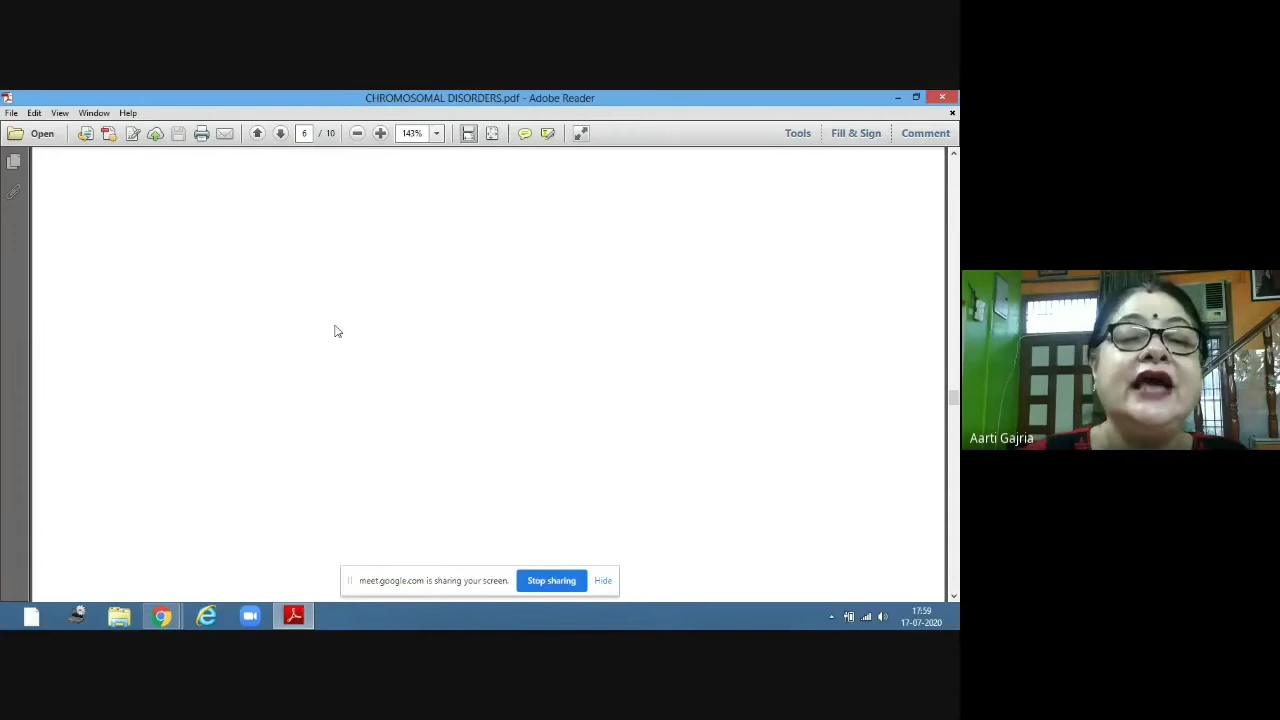 CHROMOSOMAL DISORDERS.pdf - Adobe Reader
File Edit View Window Help
Open 6 / 10 143% Tools Fill & Sign Comment
Aarti Gajria
meet.google.com is sharing your screen. Stop sharing Hide
17:59
17-07-2020